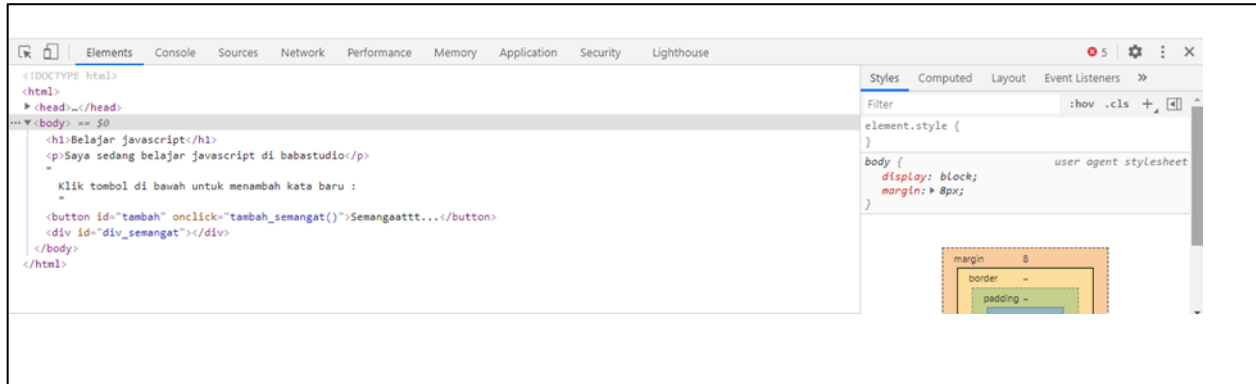 Elements Console Sources Network Performance Memory Application Security Lighthouse 5
<!DOCTYPE html>
<html>
<head>…</head>
<body> == $0
<h1>Belajar javascript</h1>
<p>Saya sedang belajar javascript di babastudio</p>
"
Klik tombol di bawah untuk menambah kata baru :
"
<button id="tambah" onclick="tambah_semangat()">Semangaattt...</button>
<div id="div_semangat"></div>
</body>
</html>
Styles Computed Layout Event Listeners »
Filter :hov .cls +
element.style {
}
body { user agent stylesheet
display: block;
margin: 8px;
}
margin 8
border –
padding –